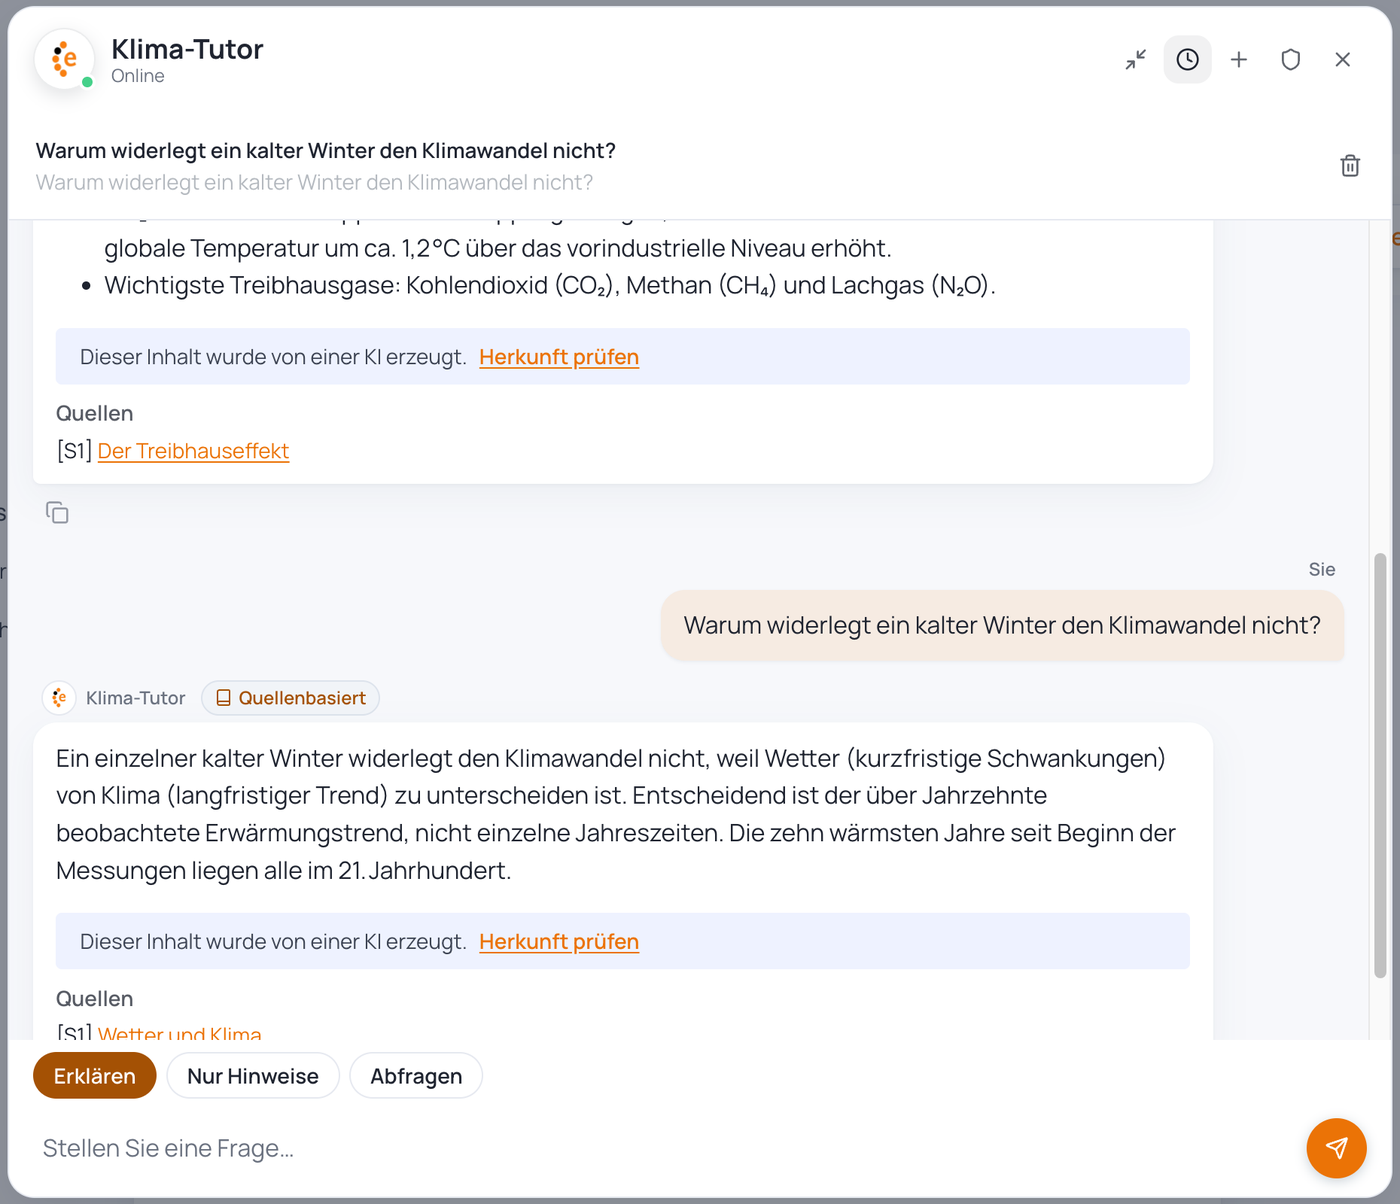 Klima-Tutor
Online
Warum widerlegt ein kalter Winter den Klimawandel nicht?
Warum widerlegt ein kalter Winter den Klimawandel nicht?
globale Temperatur um ca. 1,2 °C über das vorindustrielle Niveau erhöht.
• Wichtigste Treibhausgase: Kohlendioxid (CO₂), Methan (CH₄) und Lachgas (N₂O).
Dieser Inhalt wurde von einer KI erzeugt. Herkunft prüfen
Quellen
[S1] Der Treibhauseffekt
Sie
Warum widerlegt ein kalter Winter den Klimawandel nicht?
Klima-Tutor Quellenbasiert
Ein einzelner kalter Winter widerlegt den Klimawandel nicht, weil Wetter (kurzfristige Schwankungen)
von Klima (langfristiger Trend) zu unterscheiden ist. Entscheidend ist der über Jahrzehnte
beobachtete Erwärmungstrend, nicht einzelne Jahreszeiten. Die zehn wärmsten Jahre seit Beginn der
Messungen liegen alle im 21. Jahrhundert.
Dieser Inhalt wurde von einer KI erzeugt. Herkunft prüfen
Quellen
[S1] Wetter und Klima
Erklären Nur Hinweise Abfragen
Stellen Sie eine Frage...